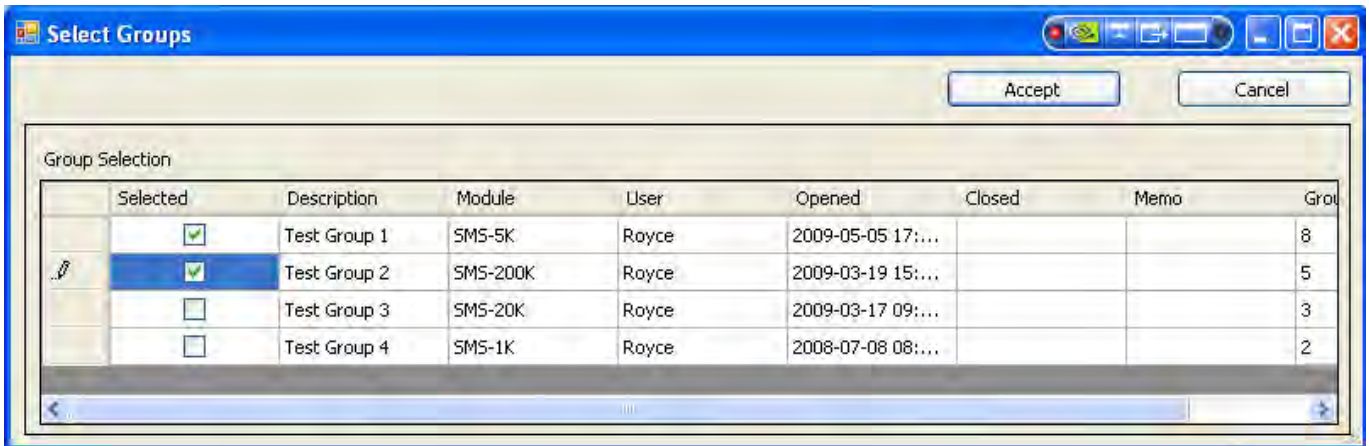 Select Groups
Accept Cancel
Group Selection
Selected Description Module User Opened Closed Memo Grou
Test Group 1 SMS-5K Royce 2009-05-05 17:... 8
Test Group 2 SMS-200K Royce 2009-03-19 15:... 5
Test Group 3 SMS-20K Royce 2009-03-17 09:... 3
Test Group 4 SMS-1K Royce 2008-07-08 08:... 2